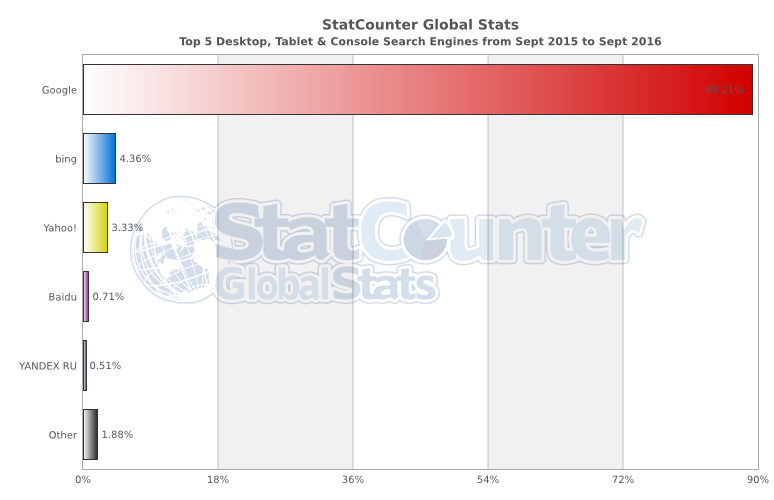 StatCounter Global Stats
Top 5 Desktop, Tablet & Console Search Engines from Sept 2015 to Sept 2016
Google 89.21%
bing 4.36%
Yahoo! 3.33%
StatCounter
GlobalStats
Baidu 0.71%
YANDEX RU 0.51%
Other 1.88%
0% 18% 36% 54% 72% 90%